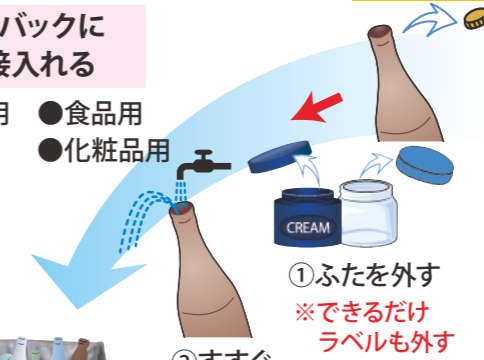 バックに
接入れる
用 ●食品用
●化粧品用
CREAM
①ふたを外す
※できるだけ
ラベルも外す
②すすぐ